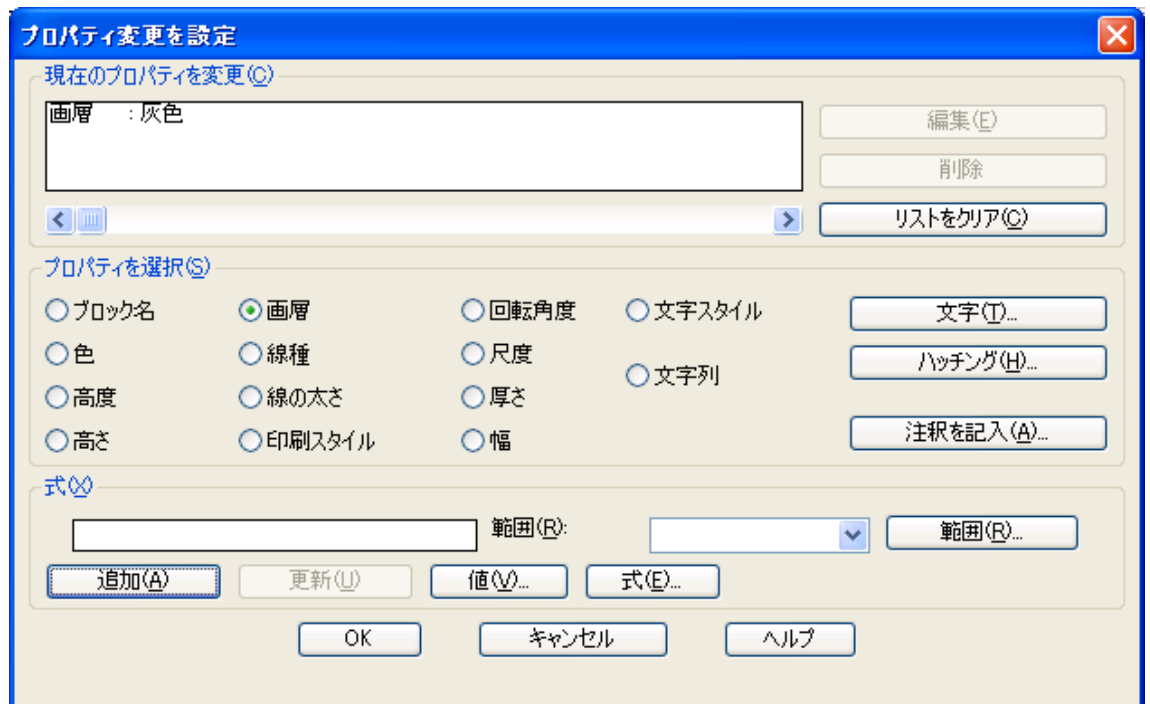 プロパティ変更を設定
現在のプロパティを変更(C)
画層 : 灰色
編集(E)
削除
リストをクリア(C)
プロパティを選択(S)
ブロック名 画層 回転角度 文字スタイル 文字(T)...
色 線種 尺度 ハッチング(H)...
文字列
高度 線の太さ 厚さ
高さ 印刷スタイル 幅 注釈を記入(A)...
式(X)
範囲(R): 範囲(R)...
追加(A) 更新(U) 値(V)... 式(E)...
OK キャンセル ヘルプ